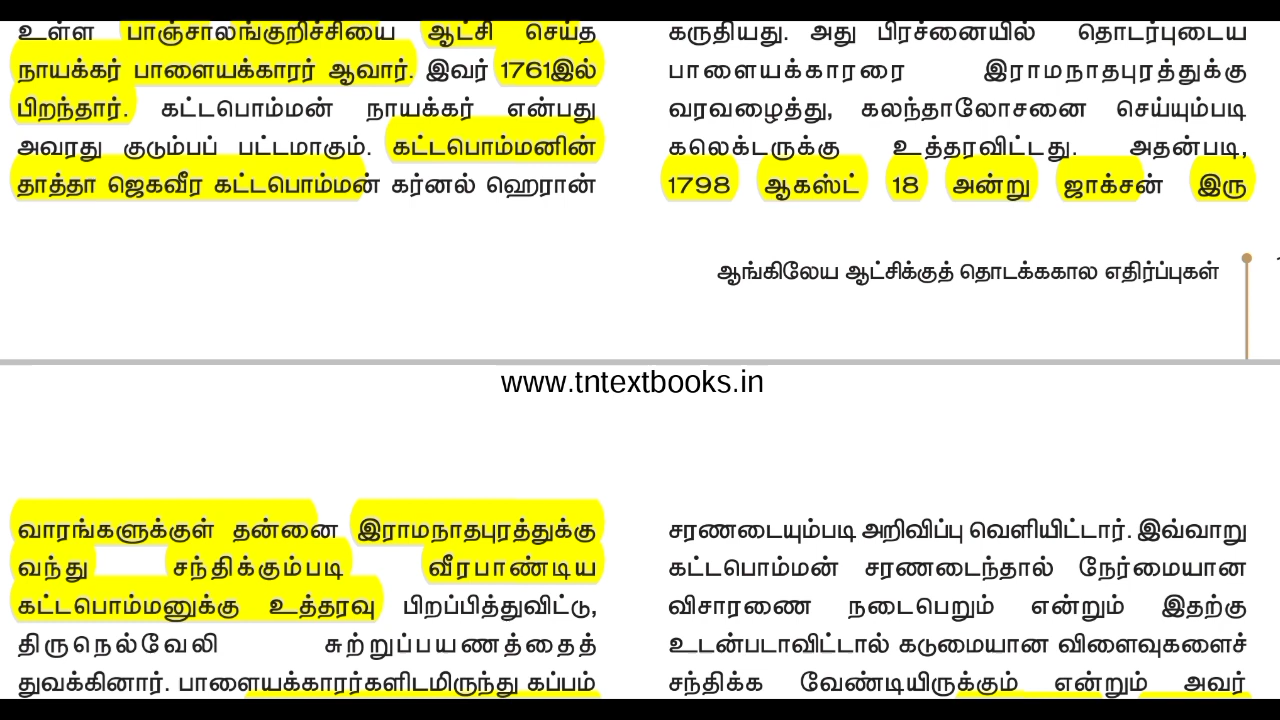 உள்ள பாஞ்சாலங்குறிச்சியை ஆட்சி செய்த
நாயக்கர் பாளையக்காரர் ஆவார். இவர் 1761இல்
பிறந்தார். கட்டபொம்மன் நாயக்கர் என்பது
அவரது குடும்பப் பட்டமாகும். கட்டபொம்மனின்
தாத்தா ஜெகவீர கட்டபொம்மன் கர்னல் ஹெரான்
கருதியது. அது பிரச்னையில் தொடர்புடைய
பாளையக்காரரை இராமநாதபுரத்துக்கு
வரவழைத்து, கலந்தாலோசனை செய்யும்படி
கலெக்டருக்கு உத்தரவிட்டது. அதன்படி,
1798 ஆகஸ்ட் 18 அன்று ஜாக்சன் இரு
ஆங்கிலேய ஆட்சிக்குத் தொடக்ககால எதிர்ப்புகள்
www.tntextbooks.in
வாரங்களுக்குள் தன்னை இராமநாதபுரத்துக்கு
வந்து சந்திக்கும்படி வீரபாண்டிய
கட்டபொம்மனுக்கு உத்தரவு பிறப்பித்துவிட்டு,
திருநெல்வேலி சுற்றுப்பயணத்தைத்
துவக்கினார். பாளையக்காரர்களிடமிருந்து கப்பம்
சரணடையும்படி அறிவிப்பு வெளியிட்டார். இவ்வாறு
கட்டபொம்மன் சரணடைந்தால் நேர்மையான
விசாரணை நடைபெறும் என்றும் இதற்கு
உடன்படாவிட்டால் கடுமையான விளைவுகளைச்
சந்திக்க வேண்டியிருக்கும் என்றும் அவர்